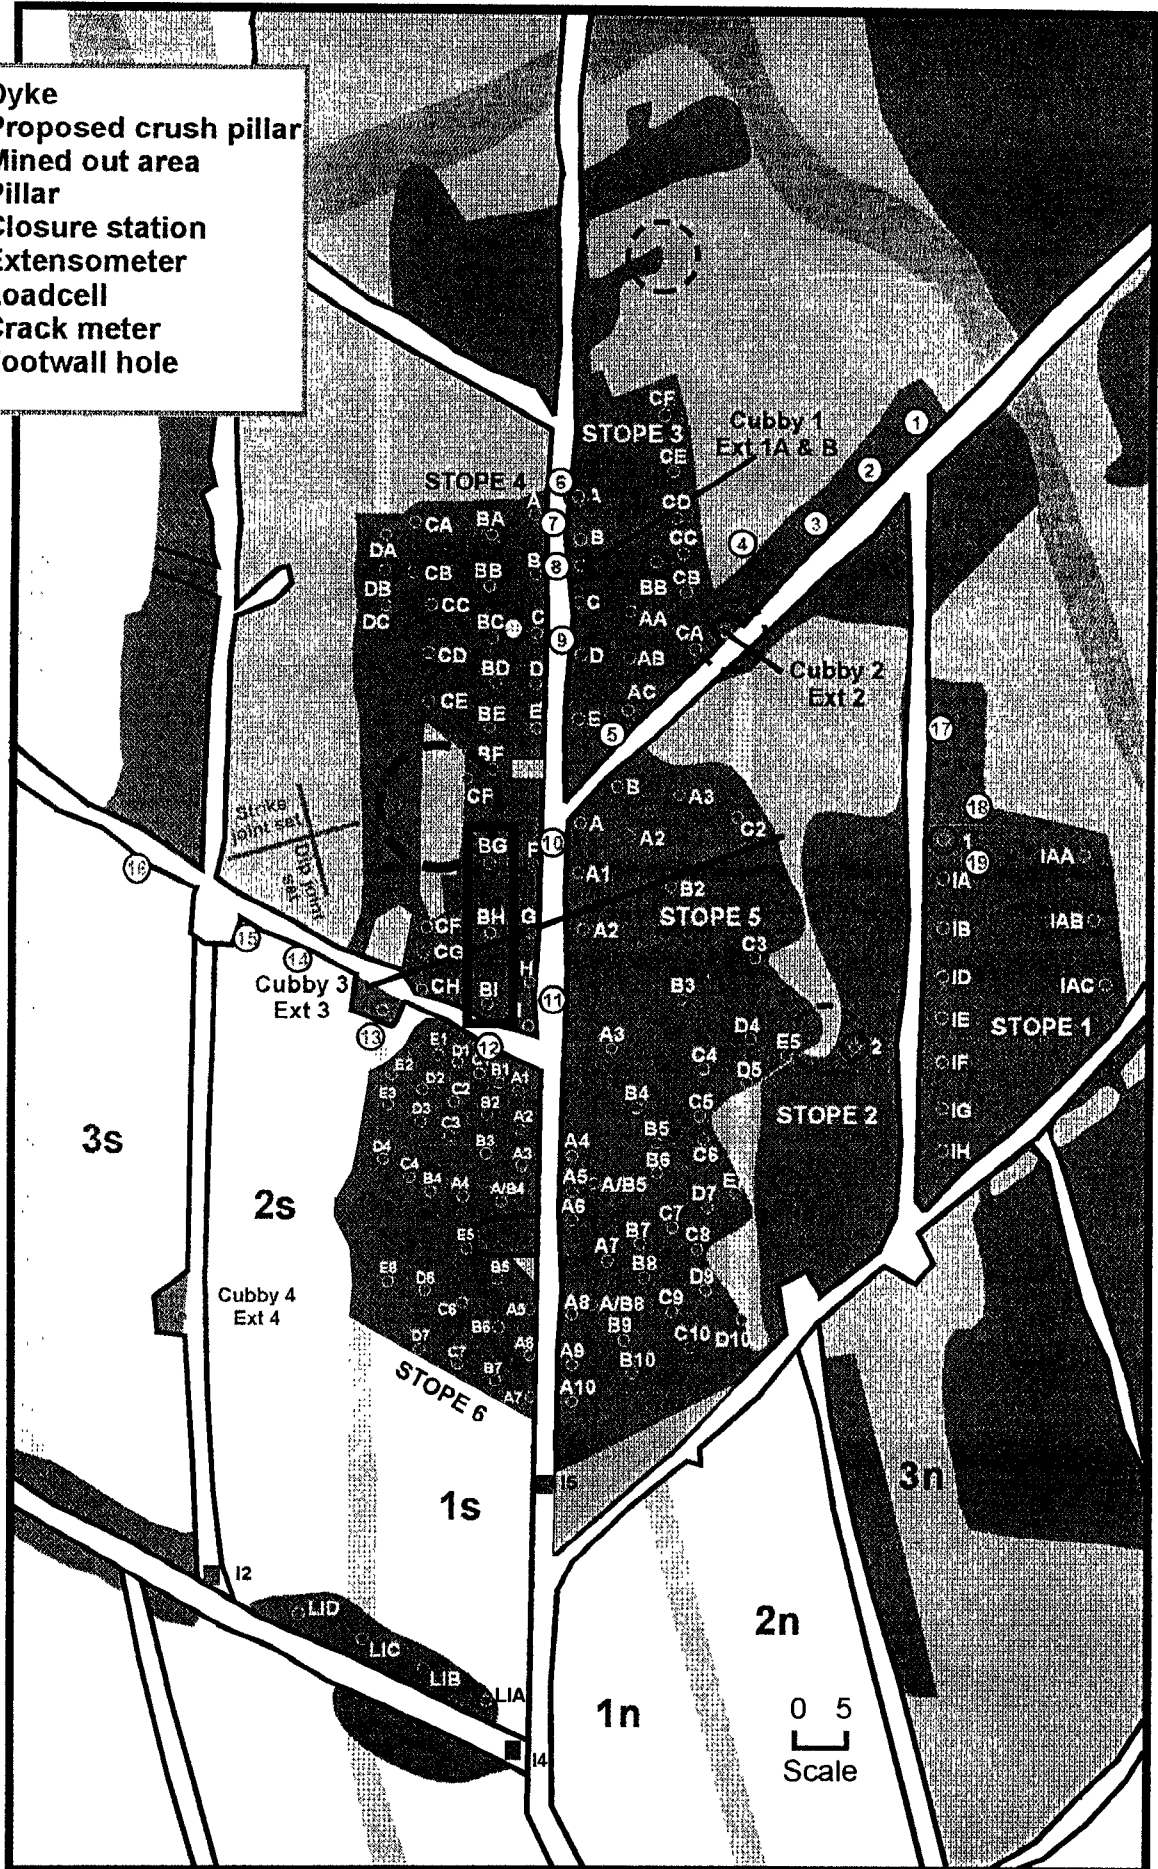 Dyke
Proposed crush pillar
Mined out area
Pillar
Closure station
Extensometer
Loadcell
Crack meter
Footwall hole
CF
STOPE 3
Cubby 1
Ext 1A & B
CE
1
2
STOPE 4
6
A
A
CD
3
CA
BA
7
B
CC
4
DA
CB
BB
B
8
BB
CB
DB
CC
C
C
AA
DC
BC
CA
9
CD
BD
D
D
AB
Cubby 2
Ext 2
CE
BE
E
E
AC
5
17
BF
CF
B
A3
18
Strike
joint set
Dip joint
set
A
A2
C2
1
BG
F
10
19
IAA
16
A1
B2
IA
CF
BH
G
STOPE 5
IAB
15
CG
A2
C3
IB
14
H
Cubby 3
Ext 3
CH
BI
I
11
B3
ID
IAC
13
12
A3
D4
E5
2
IE
STOPE 1
E1
D1
C1
B1
A1
C4
D5
IF
E2
D2
C2
B2
B4
C5
STOPE 2
IG
E3
D3
C3
A2
B5
3s
D4
B3
A3
A4
B6
C6
IH
C4
B4
A4
A/B4
A5
A/B5
D7
E7
2s
A6
C7
E5
A7
B7
C8
E6
D6
B5
B8
D9
Cubby 4
Ext 4
C6
A5
A8
A/B8
C9
B6
B9
C10
D10
D7
C7
A6
A9
B10
B7
A7
A10
STOPE 6
1s
I5
3n
I2
LID
LIC
LIB
LIA
2n
1n
I4
0 5
Scale